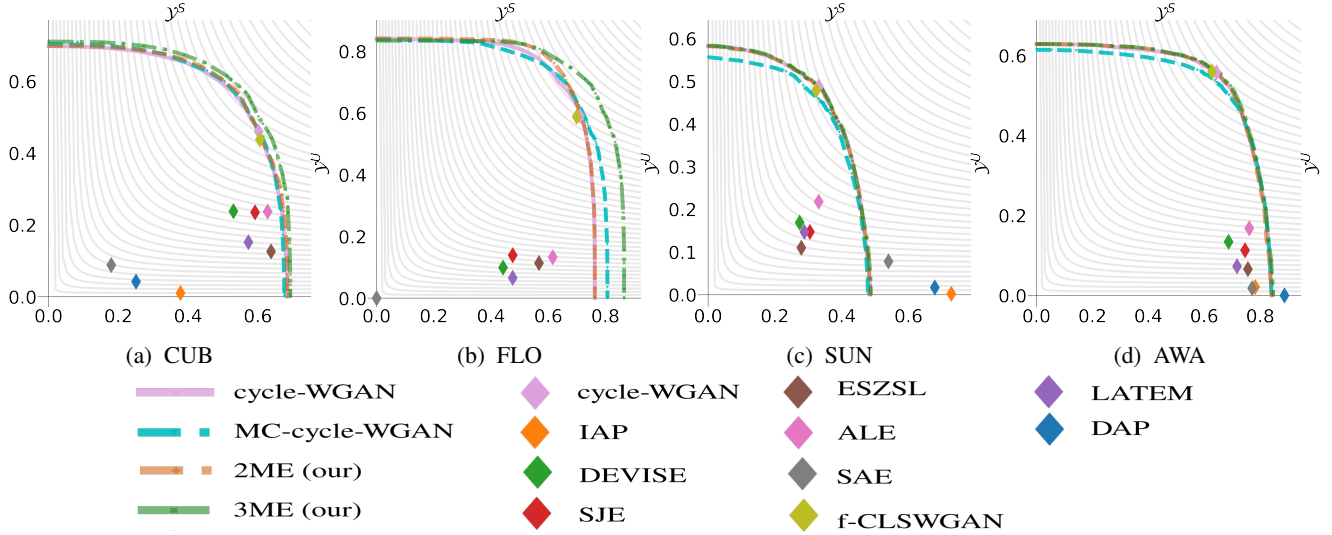 𝒴^S 𝒴^S 𝒴^S 𝒴^S
0.8 0.6 0.4 0.2 0.0
0.6 0.4 0.2 0.0
0.6 0.5 0.4 0.3 0.2 0.1 0.0
0.6 0.4 0.2 0.0
𝒴^U 𝒴^U 𝒴^U 𝒴^U
0.0 0.2 0.4 0.6
0.0 0.2 0.4 0.6 0.8
0.0 0.2 0.4 0.6
0.0 0.2 0.4 0.6 0.8
(a) CUB
(b) FLO
(c) SUN
(d) AWA
cycle-WGAN
MC-cycle-WGAN
2ME (our)
3ME (our)
cycle-WGAN
IAP
DEVISE
SJE
ESZSL
ALE
SAE
f-CLSWGAN
LATEM
DAP